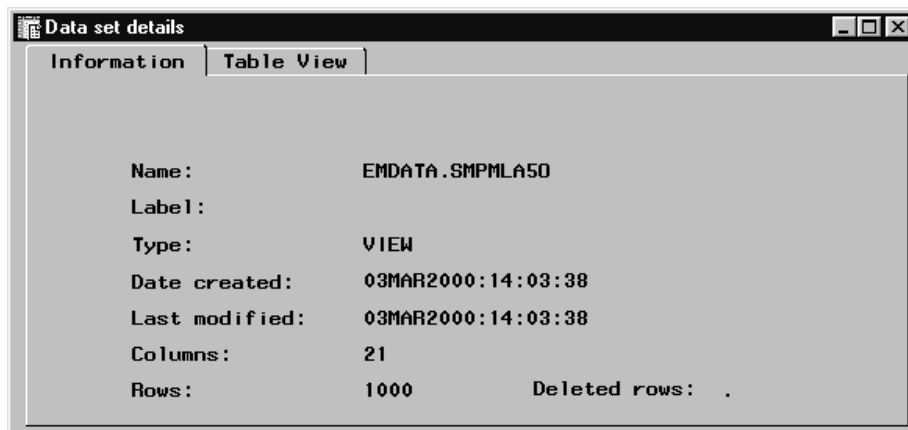 Data set details
Information Table View
Name: EMDATA.SMPMLA5O
Label:
Type: VIEW
Date created: 03MAR2000:14:03:38
Last modified: 03MAR2000:14:03:38
Columns: 21
Rows: 1000 Deleted rows: .